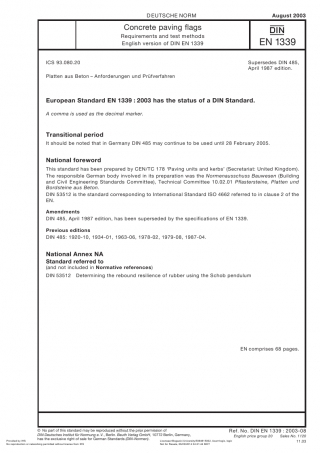 DEUTSCHE NORM
August 2003
Concrete paving flags
Requirements and test methods
English version of DIN EN 1339
DIN
EN 1339
ICS 93.080.20
Supersedes DIN 485,
April 1987 edition.
Platten aus Beton – Anforderungen und Prüfverfahren
European Standard EN 1339 : 2003 has the status of a DIN Standard.
A comma is used as the decimal marker.
Transitional period
It should be noted that in Germany DIN 485 may continue to be used until 28 February 2005.
National foreword
This standard has been prepared by CEN/TC 178 ‘Paving units and kerbs’ (Secretariat: United Kingdom).
The responsible German body involved in its preparation was the Normenausschuss Bauwesen (Building
and Civil Engineering Standards Committee), Technical Committee 10.02.01 Pflastersteine, Platten und
Bordsteine aus Beton.
DIN 53512 is the standard corresponding to International Standard ISO 4662 referred to in clause 2 of the
EN.
Amendments
DIN 485, April 1987 edition, has been superseded by the specifications of EN 1339.
Previous editions
DIN 485: 1920-10, 1934-01, 1963-06, 1978-02, 1979-08, 1987-04.
National Annex NA
Standard referred to
(and not included in Normative references)
DIN 53512 Determining the rebound resilience of rubber using the Schob pendulum
EN comprises 68 pages.
© No part of this standard may be reproduced without the prior permission of
DIN Deutsches Institut für Normung e.V., Berlin. Beuth Verlag GmbH, 10772 Berlin, Germany,
has the exclusive right of sale for German Standards (DIN-Normen).
Ref. No. DIN EN 1339 : 2003-08
English price group 20 Sales No. 1120
11.03